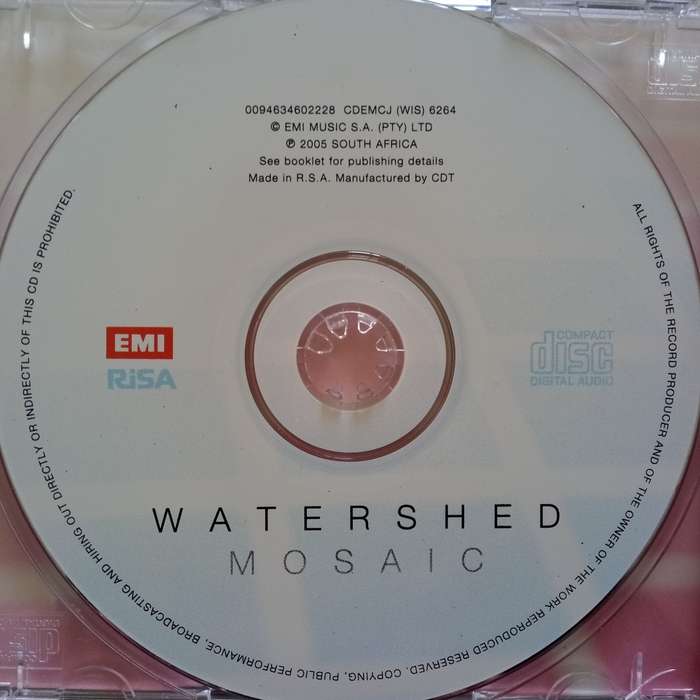 0094634602228 CDEMCJ (WIS) 6264
© EMI MUSIC S.A. (PTY) LTD
℗ 2005 SOUTH AFRICA
See booklet for publishing details
Made in R.S.A. Manufactured by CDT
ALL RIGHTS OF THE RECORD PRODUCER AND OF THE OWNER OF THE WORK REPRODUCED RESERVED. COPYING, PUBLIC PERFORMANCE, BROADCASTING AND HIRING OUT DIRECTLY OR INDIRECTLY OF THIS CD IS PROHIBITED.
EMI
RiSA
COMPACT
disc
DIGITAL AUDIO
WATERSHED
MOSAIC